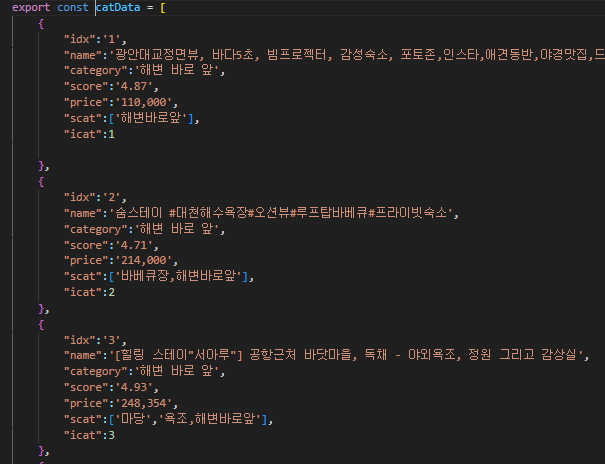 export const catData = [
{
"idx":'1',
"name":'광안대교정면뷰, 바다5초, 빔프로젝터, 감성숙소, 포토존,인스타,애견동반,야경맛집,드
"category":'해변 바로 앞',
"score":'4.87',
"price":'110,000',
"scat":['해변바로앞'],
"icat":1
},
{
"idx":'2',
"name":'숨스테이 #대천해수욕장#오션뷰#루프탑바베큐#프라이빗숙소',
"category":'해변 바로 앞',
"score":'4.71',
"price":'214,000',
"scat":['바베큐장,해변바로앞'],
"icat":2
},
{
"idx":'3',
"name":'[힐링 스테이"서아루"] 공항근처 바닷마을, 독채 - 야외욕조, 정원 그리고 감상실',
"category":'해변 바로 앞',
"score":'4.93',
"price":'248,354',
"scat":['마당','욕조,해변바로앞'],
"icat":3
},